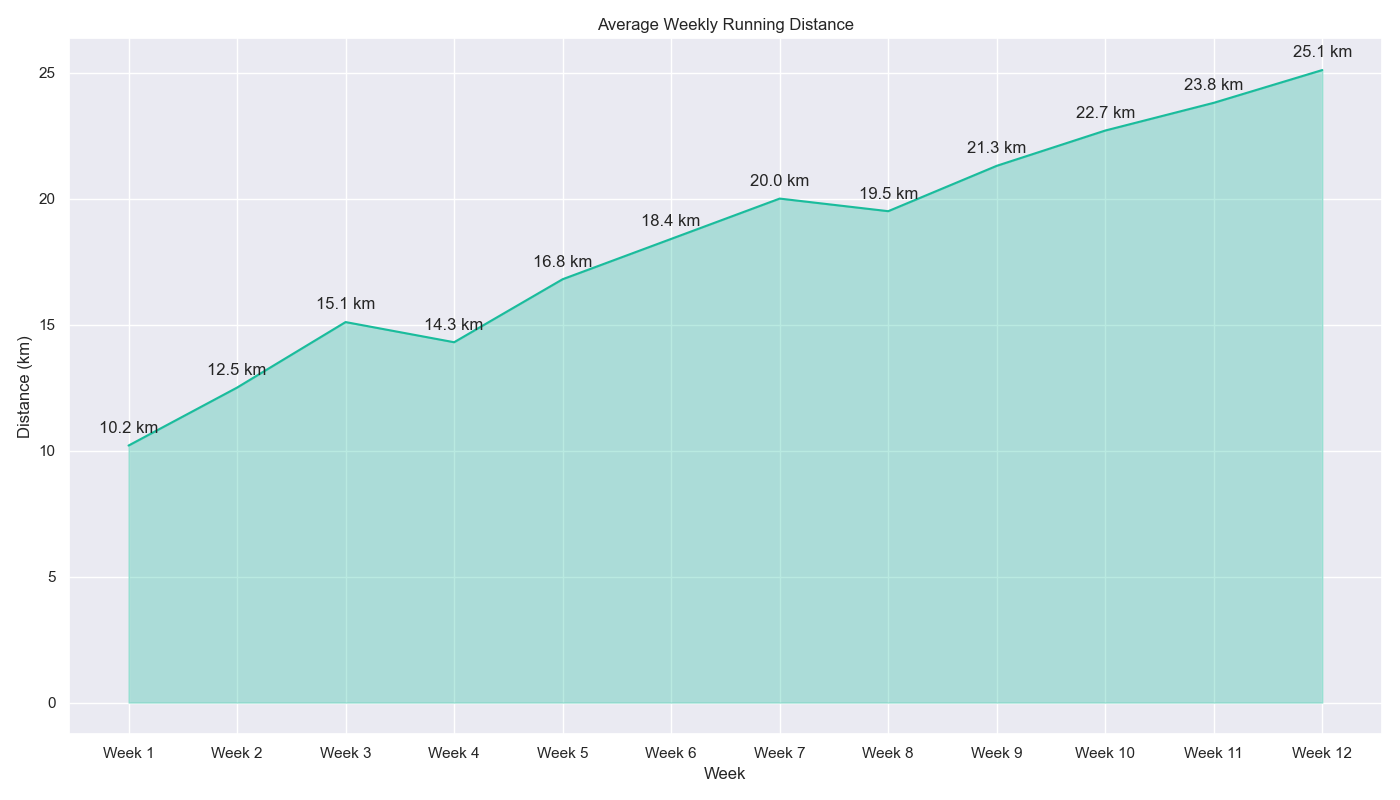 Average Weekly Running Distance
25.1 km
25
23.8 km
22.7 km
21.3 km
20.0 km
20
19.5 km
18.4 km
16.8 km
15.1 km
15
14.3 km
12.5 km
10.2 km
10
5
0
Distance (km)
Week 1 Week 2 Week 3 Week 4 Week 5 Week 6 Week 7 Week 8 Week 9 Week 10 Week 11 Week 12
Week